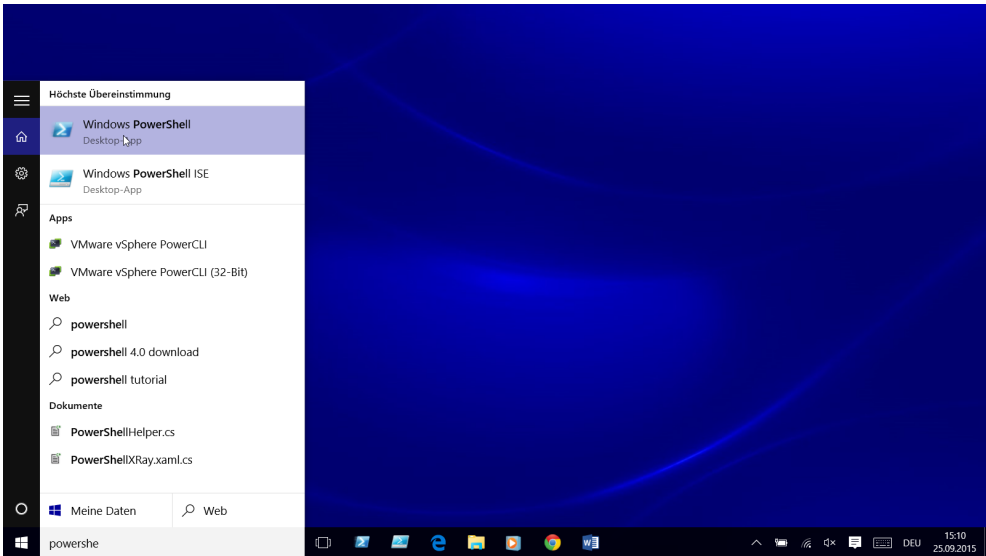 Höchste Übereinstimmung
Windows PowerShell
Desktop-App
Windows PowerShell ISE
Desktop-App
Apps
VMware vSphere PowerCLI
VMware vSphere PowerCLI (32-Bit)
Web
powershell
powershell 4.0 download
powershell tutorial
Dokumente
PowerShellHelper.cs
PowerShellXRay.xaml.cs
Meine Daten
Web
powershe
DEU
15:10
25.09.2015